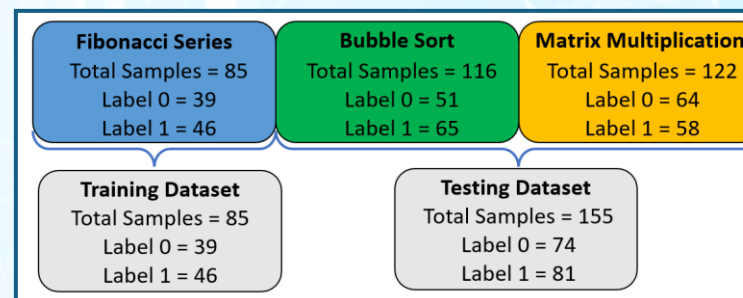 Fibonacci Series
Total Samples = 85
Label 0 = 39
Label 1 = 46
Bubble Sort
Total Samples = 116
Label 0 = 51
Label 1 = 65
Matrix Multiplication
Total Samples = 122
Label 0 = 64
Label 1 = 58
Training Dataset
Total Samples = 85
Label 0 = 39
Label 1 = 46
Testing Dataset
Total Samples = 155
Label 0 = 74
Label 1 = 81